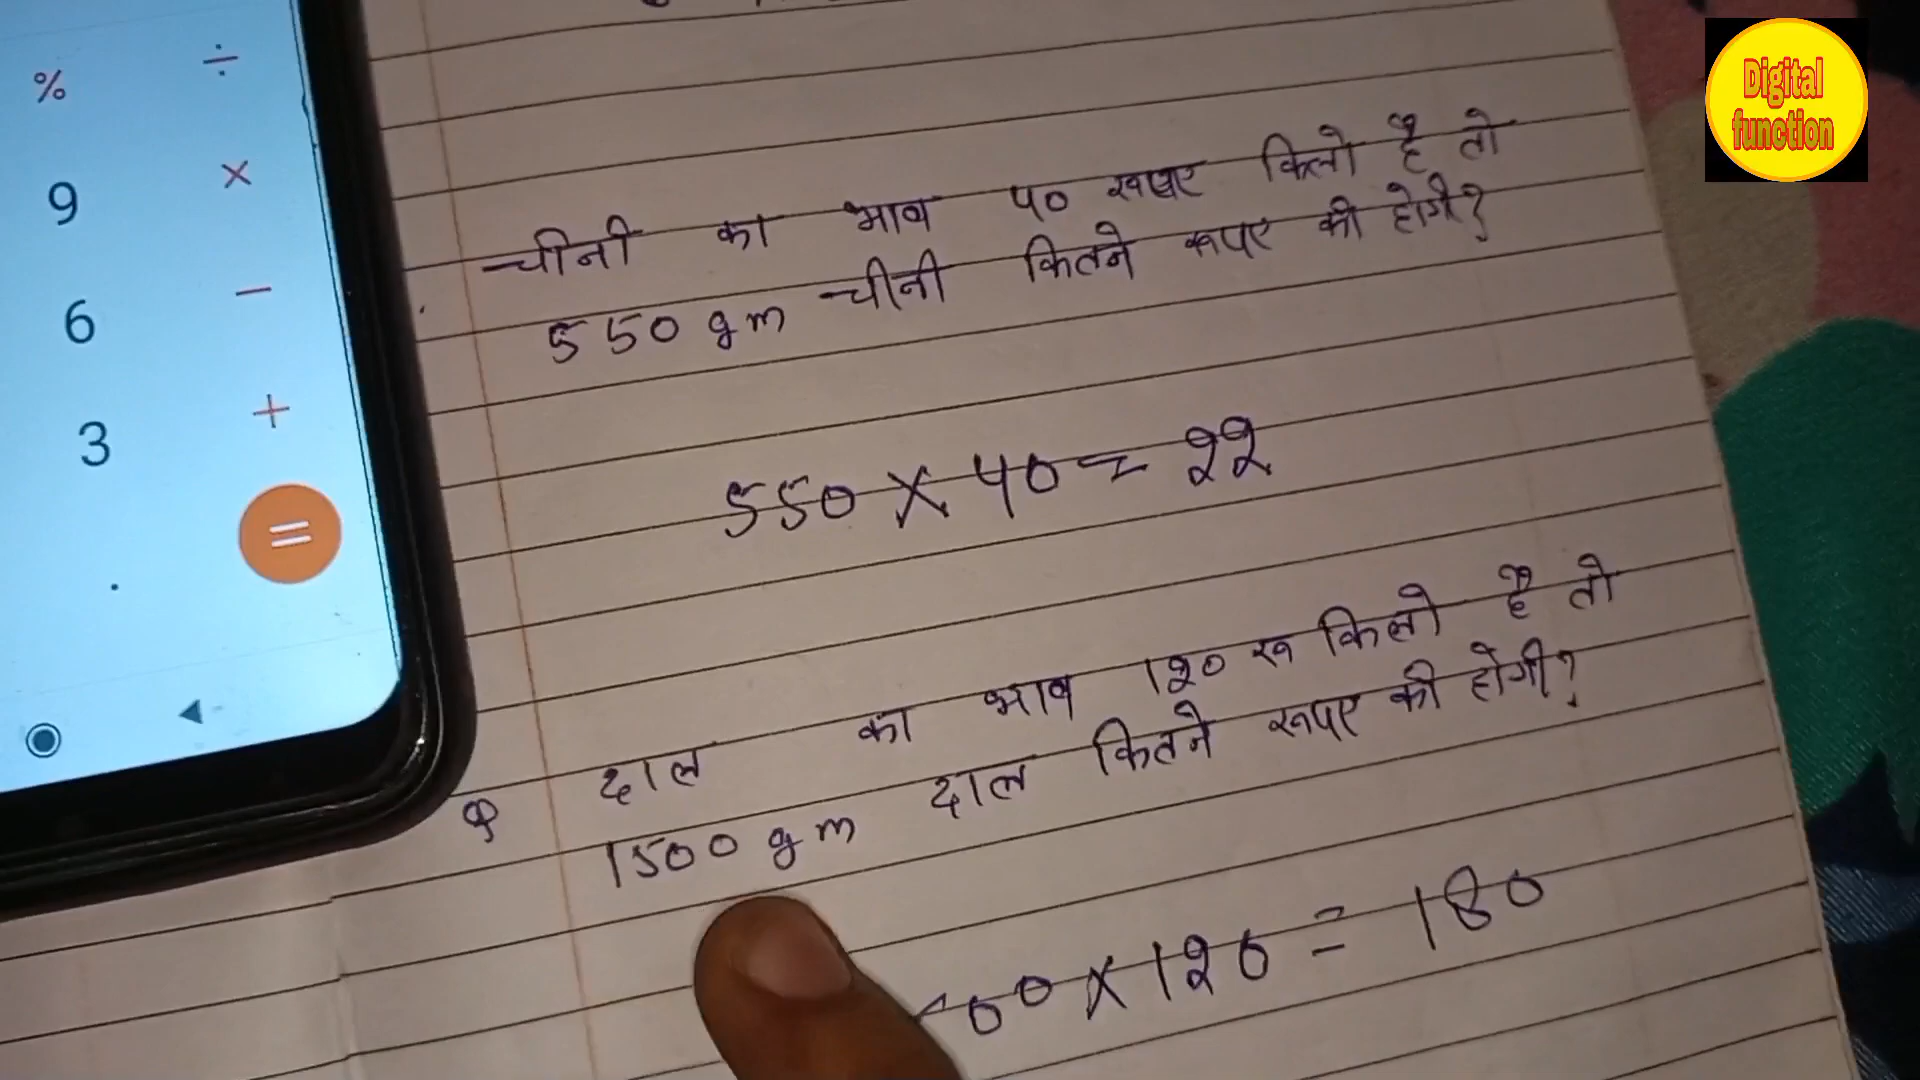 % ÷
9 ×
6 −
3 +
. =
Digital
function
चीनी का भाव 40 रूपए किलो है तो
550 gm चीनी कितने रूपए की होगी?
550 × 40 = 22
Q दाल का भाव 120 रू किलो है तो
1500 gm दाल कितने रूपए की होगी?
00 × 120 = 180